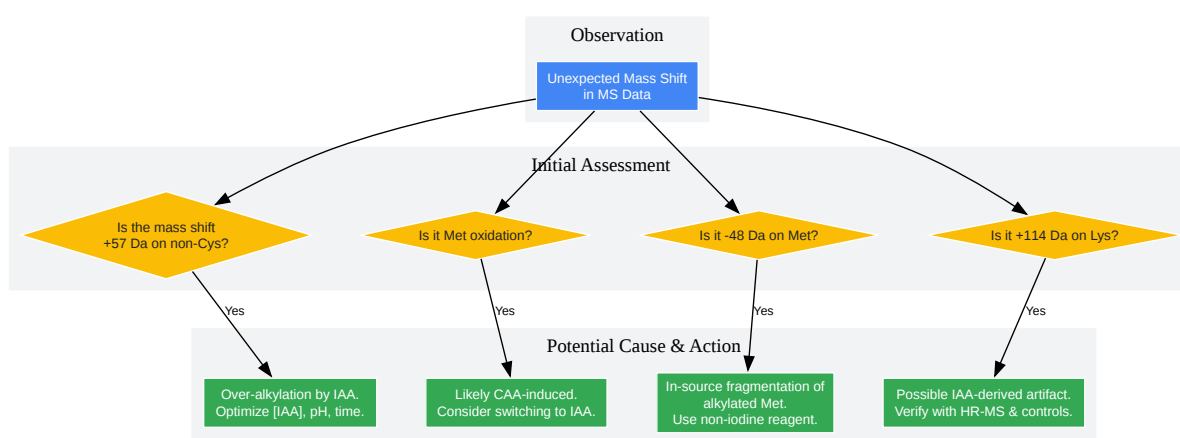 Observation
Unexpected Mass Shift
in MS Data
Initial Assessment
Is the mass shift
+57 Da on non-Cys?
Is it Met oxidation?
Is it -48 Da on Met?
Is it +114 Da on Lys?
Yes
Yes
Yes
Yes
Potential Cause & Action
Over-alkylation by IAA.
Optimize [IAA], pH, time.
Likely CAA-induced.
Consider switching to IAA.
In-source fragmentation of
alkylated Met.
Use non-iodine reagent.
Possible IAA-derived artifact.
Verify with HR-MS & controls.